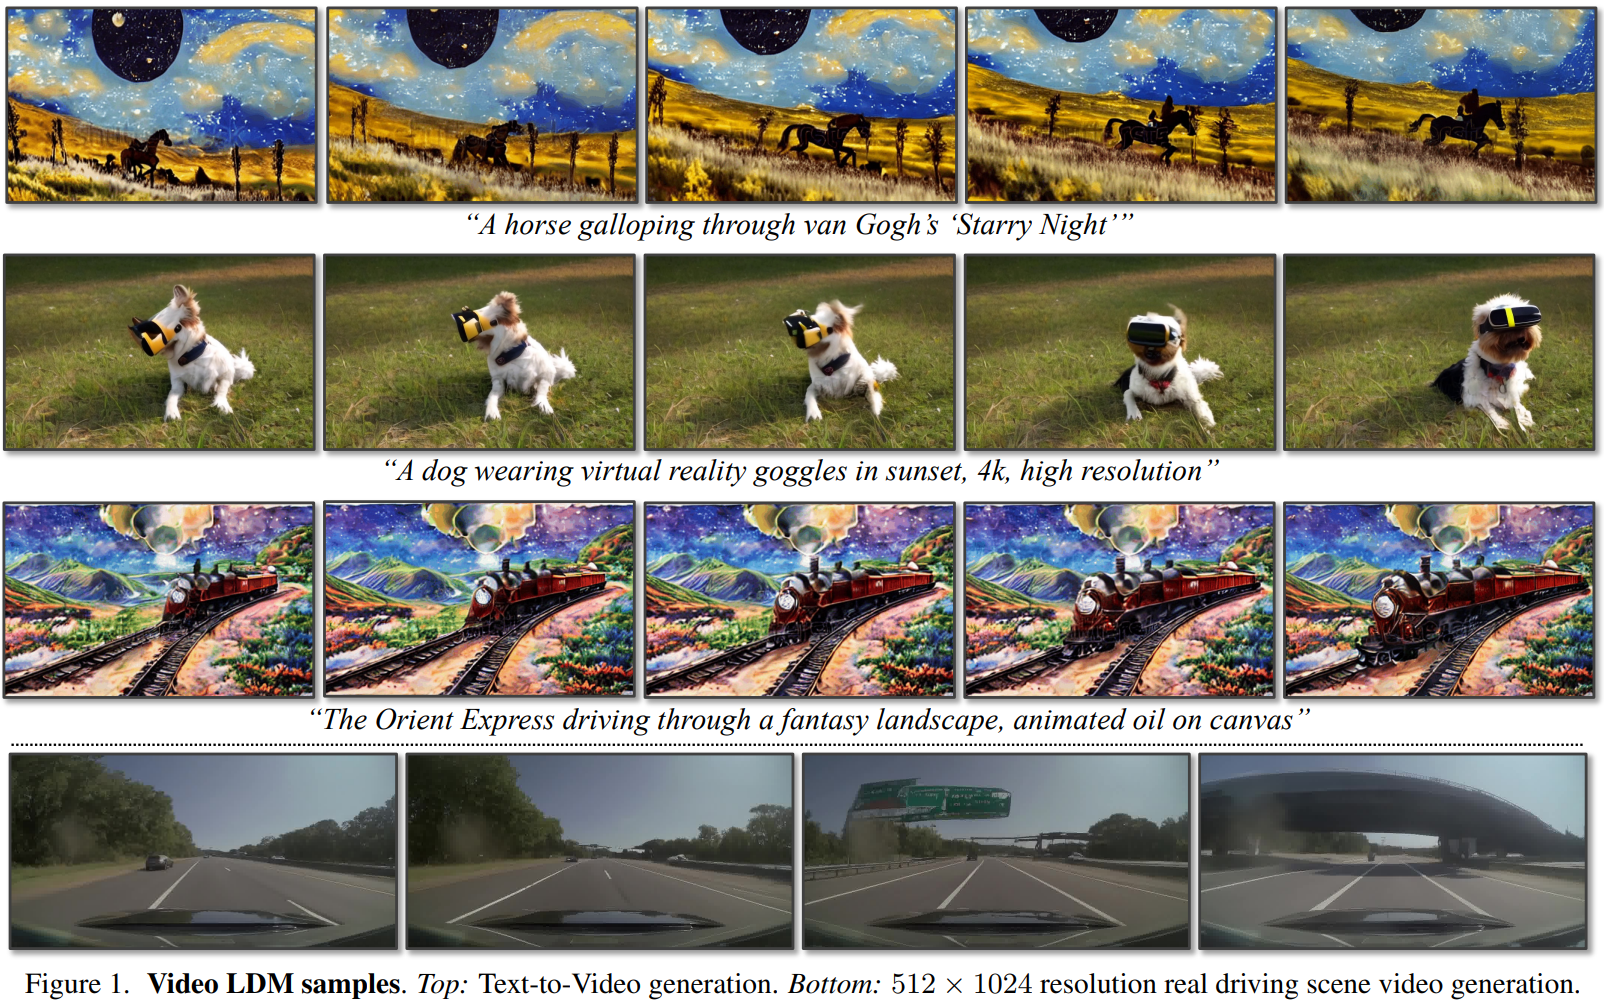 “A horse galloping through van Gogh’s ‘Starry Night’”
“A dog wearing virtual reality goggles in sunset, 4k, high resolution”
“The Orient Express driving through a fantasy landscape, animated oil on canvas”
Figure 1. Video LDM samples. Top: Text-to-Video generation. Bottom: 512 × 1024 resolution real driving scene video generation.